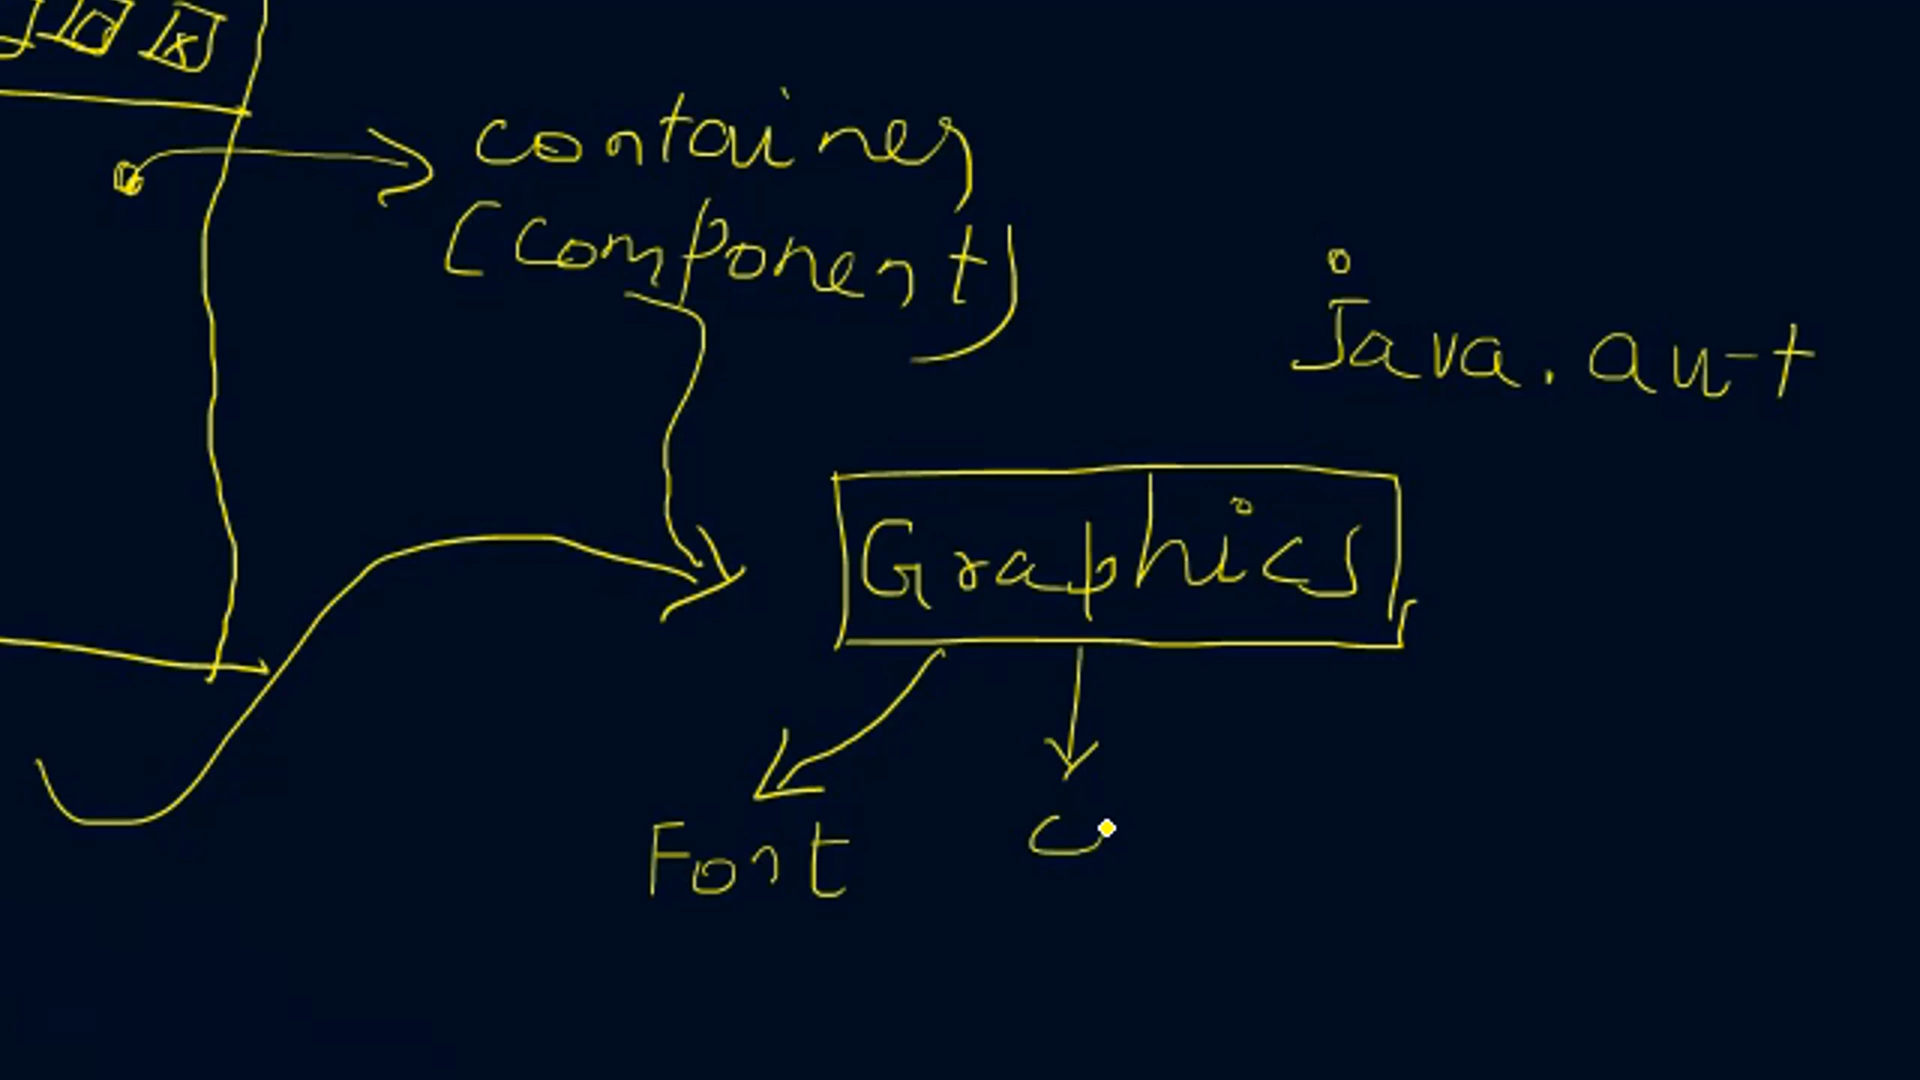 x
container
(component)
Java.awt
Graphics
Font
c